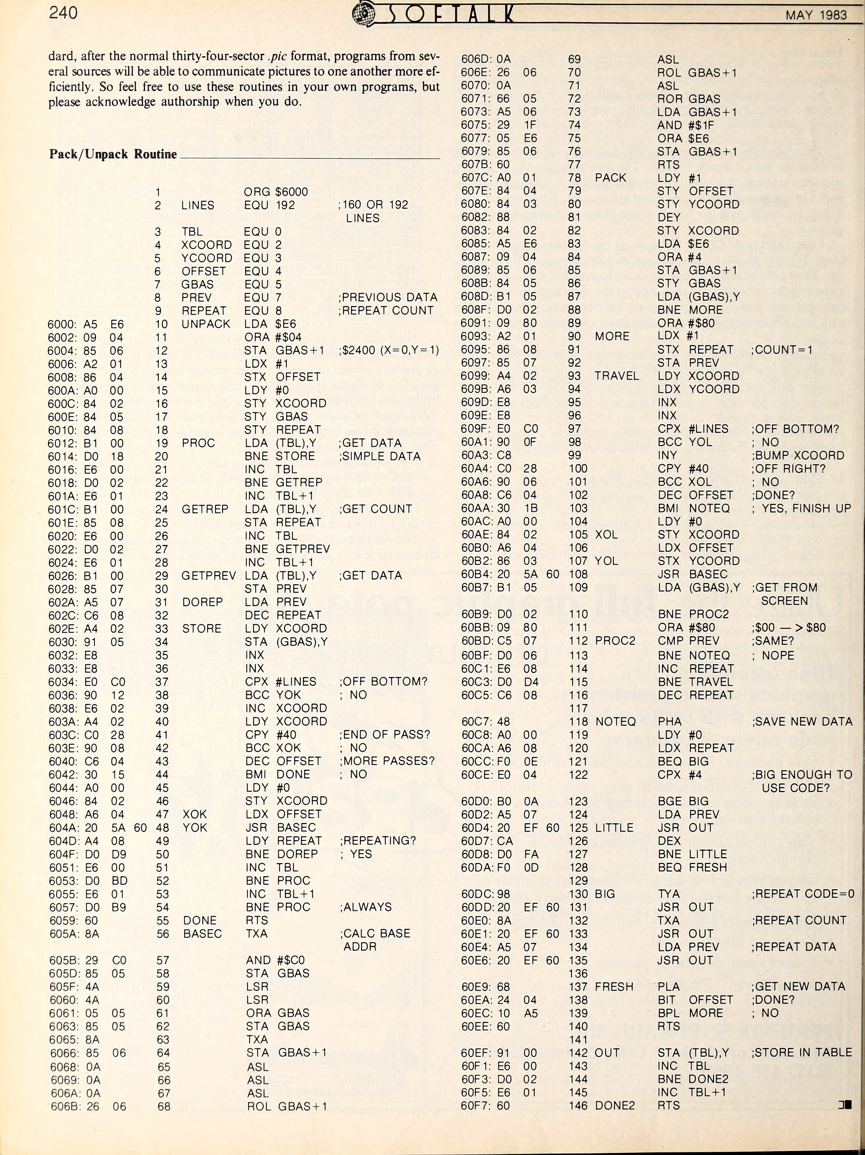 240
SOFTALK
MAY 1983
dard, after the normal thirty-four-sector .pic format, programs from sev-
eral sources will be able to communicate pictures to one another more ef-
ficiently. So feel free to use these routines in your own programs, but
please acknowledge authorship when you do.
Pack/Unpack Routine
1 ORG $6000
2 LINES EQU 192 ;160 OR 192
LINES
3 TBL EQU 0
4 XCOORD EQU 2
5 YCOORD EQU 3
6 OFFSET EQU 4
7 GBAS EQU 5
8 PREV EQU 7 ;PREVIOUS DATA
9 REPEAT EQU 8 ;REPEAT COUNT
6000: A5 E6 10 UNPACK LDA $E6
6002: 09 04 11 ORA #$04
6004: 85 06 12 STA GBAS+1 ;$2400 (X=0,Y=1)
6006: A2 01 13 LDX #1
6008: 86 04 14 STX OFFSET
600A: A0 00 15 LDY #0
600C: 84 02 16 STY XCOORD
600E: 84 05 17 STY GBAS
6010: 84 08 18 STY REPEAT
6012: B1 00 19 PROC LDA (TBL),Y ;GET DATA
6014: D0 18 20 BNE STORE ;SIMPLE DATA
6016: E6 00 21 INC TBL
6018: D0 02 22 BNE GETREP
601A: E6 01 23 INC TBL+1
601C: B1 00 24 GETREP LDA (TBL),Y ;GET COUNT
601E: 85 08 25 STA REPEAT
6020: E6 00 26 INC TBL
6022: D0 02 27 BNE GETPREV
6024: E6 01 28 INC TBL+1
6026: B1 00 29 GETPREV LDA (TBL),Y ;GET DATA
6028: 85 07 30 STA PREV
602A: A5 07 31 DOREP LDA PREV
602C: C6 08 32 DEC REPEAT
602E: A4 02 33 STORE LDY XCOORD
6030: 91 05 34 STA (GBAS),Y
6032: E8 35 INX
6033: E8 36 INX
6034: E0 C0 37 CPX #LINES ;OFF BOTTOM?
6036: 90 12 38 BCC YOK ; NO
6038: E6 02 39 INC XCOORD
603A: A4 02 40 LDY XCOORD
603C: C0 28 41 CPY #40 ;END OF PASS?
603E: 90 08 42 BCC XOK ; NO
6040: C6 04 43 DEC OFFSET ;MORE PASSES?
6042: 30 15 44 BMI DONE ; NO
6044: A0 00 45 LDY #0
6046: 84 02 46 STY XCOORD
6048: A6 04 47 XOK LDX OFFSET
604A: 20 5A 60 48 YOK JSR BASEC
604D: A4 08 49 LDY REPEAT ;REPEATING?
604F: D0 D9 50 BNE DOREP ; YES
6051: E6 00 51 INC TBL
6053: D0 BD 52 BNE PROC
6055: E6 01 53 INC TBL+1
6057: D0 B9 54 BNE PROC ;ALWAYS
6059: 60 55 DONE RTS
605A: 8A 56 BASEC TXA ;CALC BASE
ADDR
605B: 29 C0 57 AND #$C0
605D: 85 05 58 STA GBAS
605F: 4A 59 LSR
6060: 4A 60 LSR
6061: 05 05 61 ORA GBAS
6063: 85 05 62 STA GBAS
6065: 8A 63 TXA
6066: 85 06 64 STA GBAS+1
6068: 0A 65 ASL
6069: 0A 66 ASL
606A: 0A 67 ASL
606B: 26 06 68 ROL GBAS+1
606D: 0A 69 ASL
606E: 26 06 70 ROL GBAS+1
6070: 0A 71 ASL
6071: 66 05 72 ROR GBAS
6073: A5 06 73 LDA GBAS+1
6075: 29 1F 74 AND #$1F
6077: 05 E6 75 ORA $E6
6079: 85 06 76 STA GBAS+1
607B: 60 77 RTS
607C: A0 01 78 PACK LDY #1
607E: 84 04 79 STY OFFSET
6080: 84 03 80 STY YCOORD
6082: 88 81 DEY
6083: 84 02 82 STY XCOORD
6085: A5 E6 83 LDA $E6
6087: 09 04 84 ORA #4
6089: 85 06 85 STA GBAS+1
608B: 84 05 86 STY GBAS
608D: B1 05 87 LDA (GBAS),Y
608F: D0 02 88 BNE MORE
6091: 09 80 89 ORA #$80
6093: A2 01 90 MORE LDX #1
6095: 86 08 91 STX REPEAT ;COUNT=1
6097: 85 07 92 STA PREV
6099: A4 02 93 TRAVEL LDY XCOORD
609B: A6 03 94 LDX YCOORD
609D: E8 95 INX
609E: E8 96 INX
609F: E0 C0 97 CPX #LINES ;OFF BOTTOM?
60A1: 90 0F 98 BCC YOL ; NO
60A3: C8 99 INY ;BUMP XCOORD
60A4: C0 28 100 CPY #40 ;OFF RIGHT?
60A6: 90 06 101 BCC XOL ; NO
60A8: C6 04 102 DEC OFFSET ;DONE?
60AA: 30 1B 103 BMI NOTEQ ; YES, FINISH UP
60AC: A0 00 104 LDY #0
60AE: 84 02 105 XOL STY XCOORD
60B0: A6 04 106 LDX OFFSET
60B2: 86 03 107 YOL STX YCOORD
60B4: 20 5A 60 108 JSR BASEC
60B7: B1 05 109 LDA (GBAS),Y ;GET FROM
SCREEN
60B9: D0 02 110 BNE PROC2
60BB: 09 80 111 ORA #$80 ;$00 — > $80
60BD: C5 07 112 PROC2 CMP PREV ;SAME?
60BF: D0 06 113 BNE NOTEQ ; NOPE
60C1: E6 08 114 INC REPEAT
60C3: D0 D4 115 BNE TRAVEL
60C5: C6 08 116 DEC REPEAT
117
60C7: 48 118 NOTEQ PHA ;SAVE NEW DATA
60C8: A0 00 119 LDY #0
60CA: A6 08 120 LDX REPEAT
60CC: F0 0E 121 BEQ BIG
60CE: E0 04 122 CPX #4 ;BIG ENOUGH TO
USE CODE?
60D0: B0 0A 123 BGE BIG
60D2: A5 07 124 LDA PREV
60D4: 20 EF 60 125 LITTLE JSR OUT
60D7: CA 126 DEX
60D8: D0 FA 127 BNE LITTLE
60DA: F0 0D 128 BEQ FRESH
129
60DC: 98 130 BIG TYA ;REPEAT CODE=0
60DD: 20 EF 60 131 JSR OUT
60E0: 8A 132 TXA ;REPEAT COUNT
60E1: 20 EF 60 133 JSR OUT
60E4: A5 07 134 LDA PREV ;REPEAT DATA
60E6: 20 EF 60 135 JSR OUT
136
60E9: 68 137 FRESH PLA ;GET NEW DATA
60EA: 24 04 138 BIT OFFSET ;DONE?
60EC: 10 A5 139 BPL MORE ; NO
60EE: 60 140 RTS
141
60EF: 91 00 142 OUT STA (TBL),Y ;STORE IN TABLE
60F1: E6 00 143 INC TBL
60F3: D0 02 144 BNE DONE2
60F5: E6 01 145 INC TBL+1
60F7: 60 146 DONE2 RTS